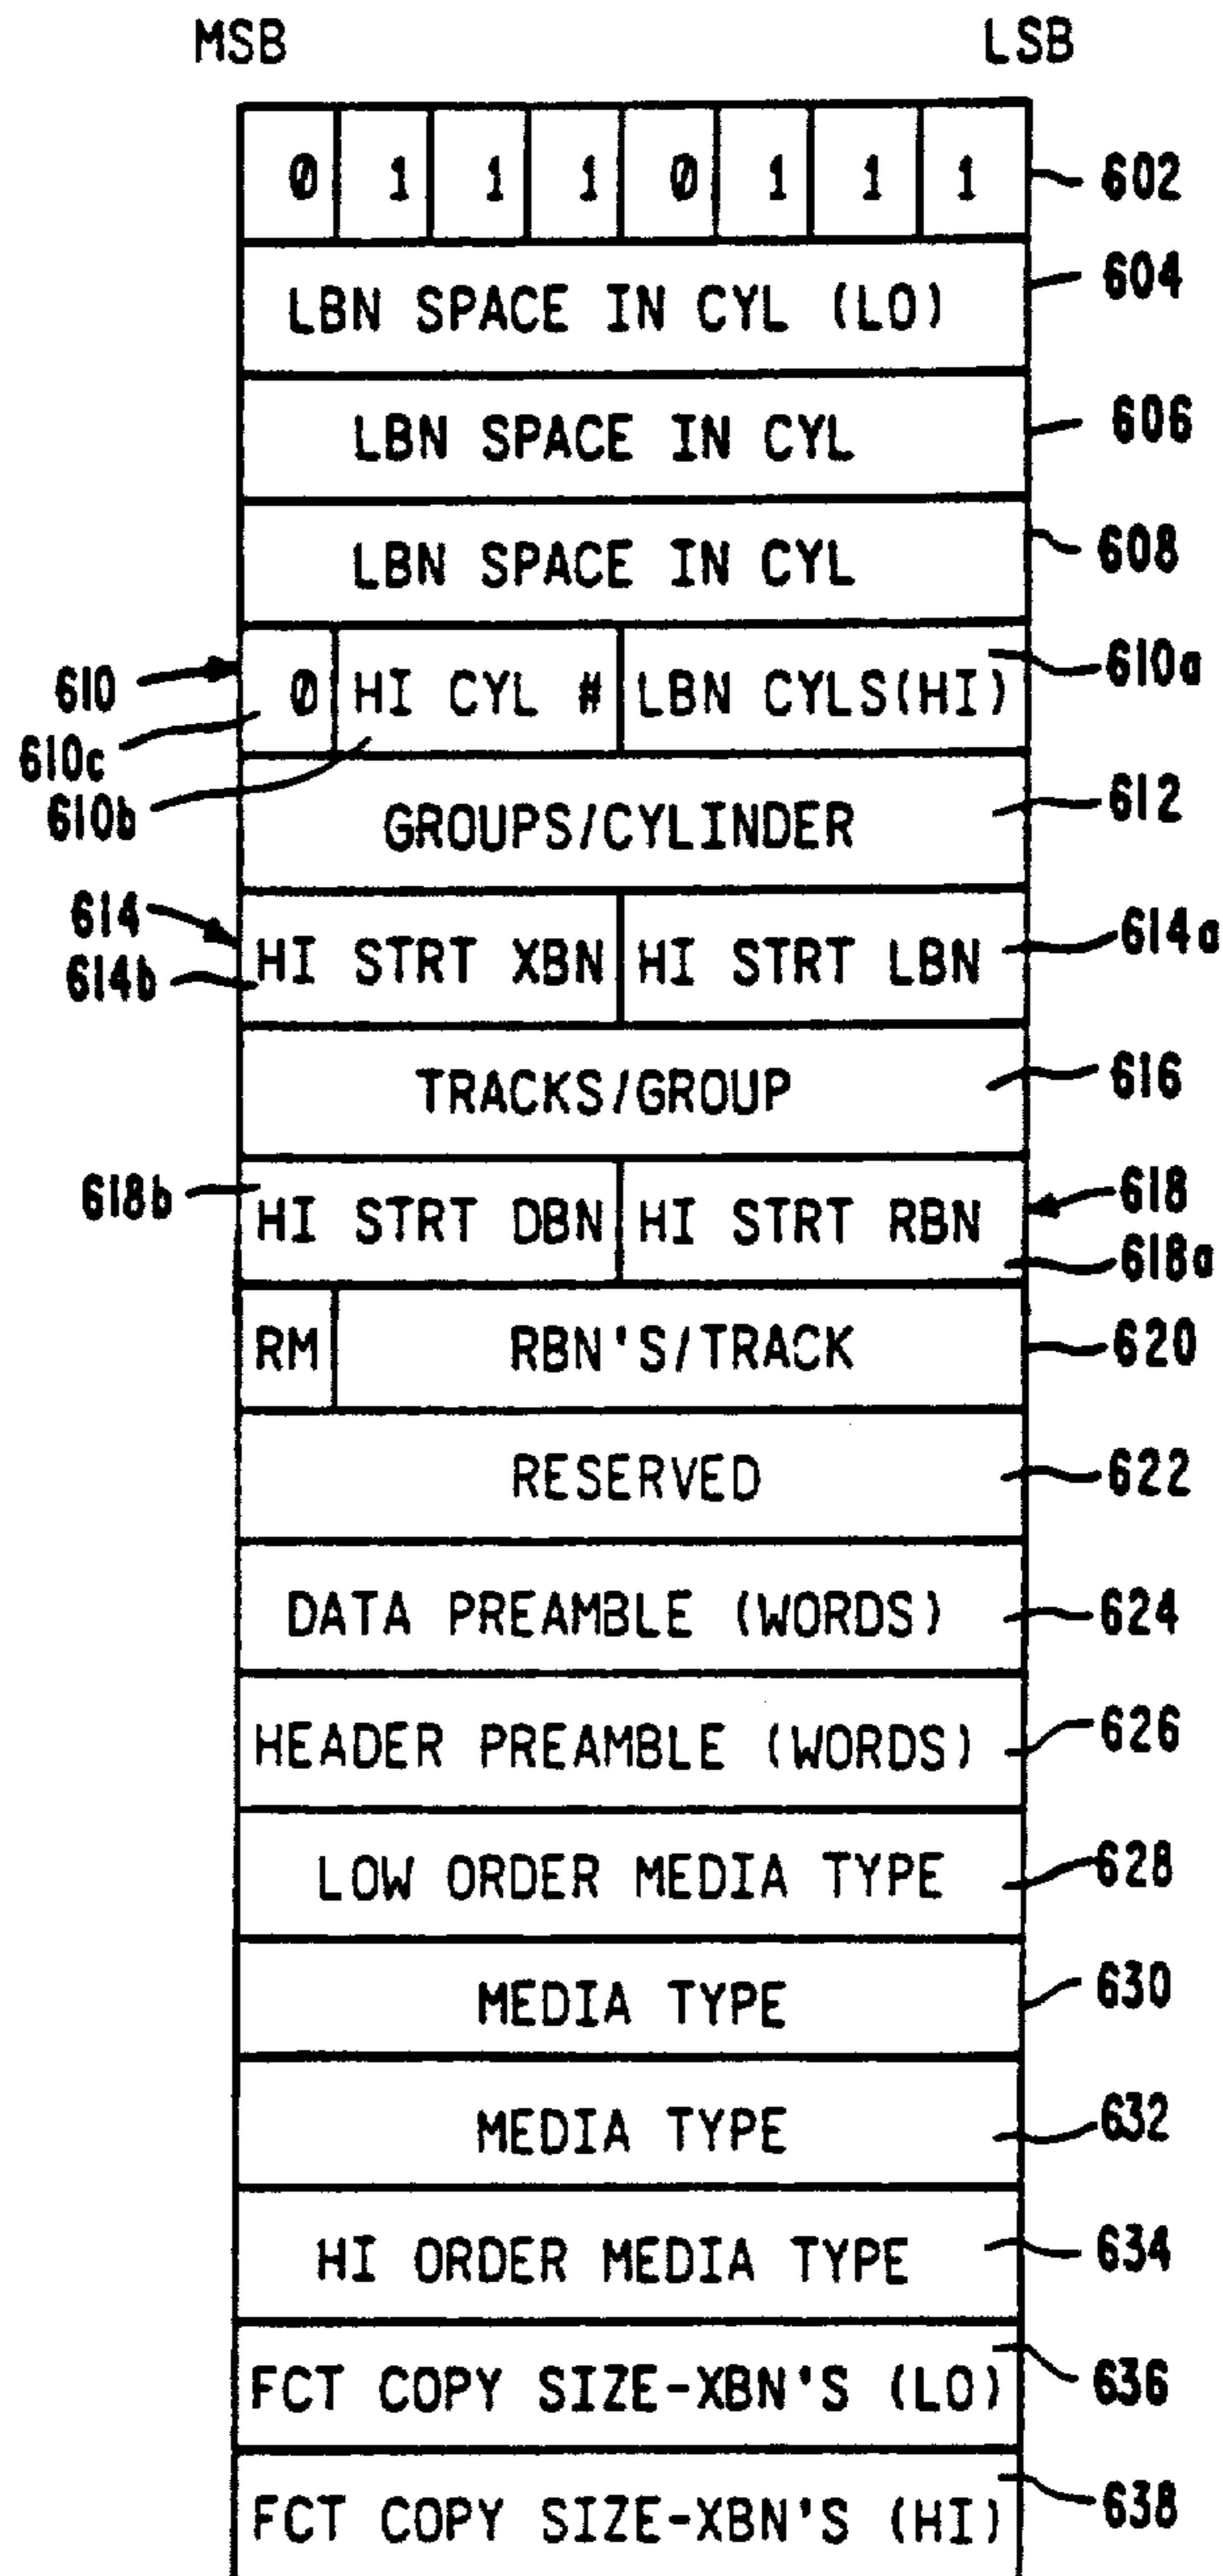 MSB LSB
0 1 1 1 0 1 1 1 602
LBN SPACE IN CYL (LO) 604
LBN SPACE IN CYL 606
LBN SPACE IN CYL 608
610 0 HI CYL # LBN CYLS(HI) 610a
610c
610b
GROUPS/CYLINDER 612
614 HI STRT XBN HI STRT LBN 614a
614b
TRACKS/GROUP 616
618b HI STRT DBN HI STRT RBN 618
618a
RM RBN'S/TRACK 620
RESERVED 622
DATA PREAMBLE (WORDS) 624
HEADER PREAMBLE (WORDS) 626
LOW ORDER MEDIA TYPE 628
MEDIA TYPE 630
MEDIA TYPE 632
HI ORDER MEDIA TYPE 634
FCT COPY SIZE-XBN'S (LO) 636
FCT COPY SIZE-XBN'S (HI) 638